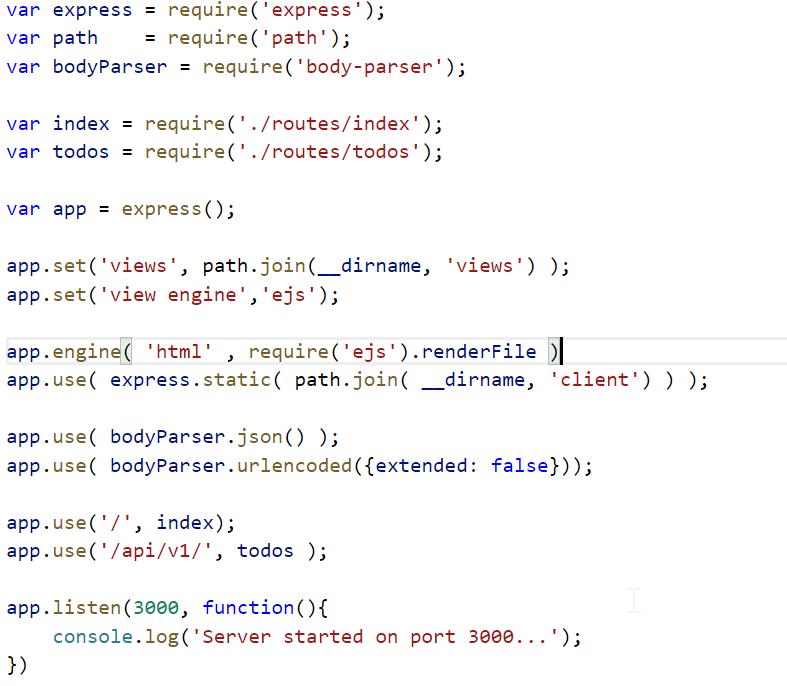 var express = require('express');
var path    = require('path');
var bodyParser = require('body-parser');

var index = require('./routes/index');
var todos = require('./routes/todos');

var app = express();

app.set('views', path.join(__dirname, 'views') );
app.set('view engine','ejs');

app.engine( 'html' , require('ejs').renderFile )
app.use( express.static( path.join( __dirname, 'client') ) );

app.use( bodyParser.json() );
app.use( bodyParser.urlencoded({extended: false}));

app.use('/', index);
app.use('/api/v1/', todos );

app.listen(3000, function(){
    console.log('Server started on port 3000...');
})